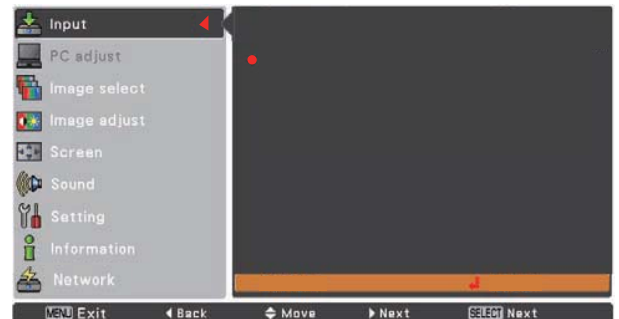 Input
PC adjust
Image select
Image adjust
Screen
Sound
Setting
Information
Network
MENU Exit ◀ Back ◆ Move ▶ Next SELECT Next